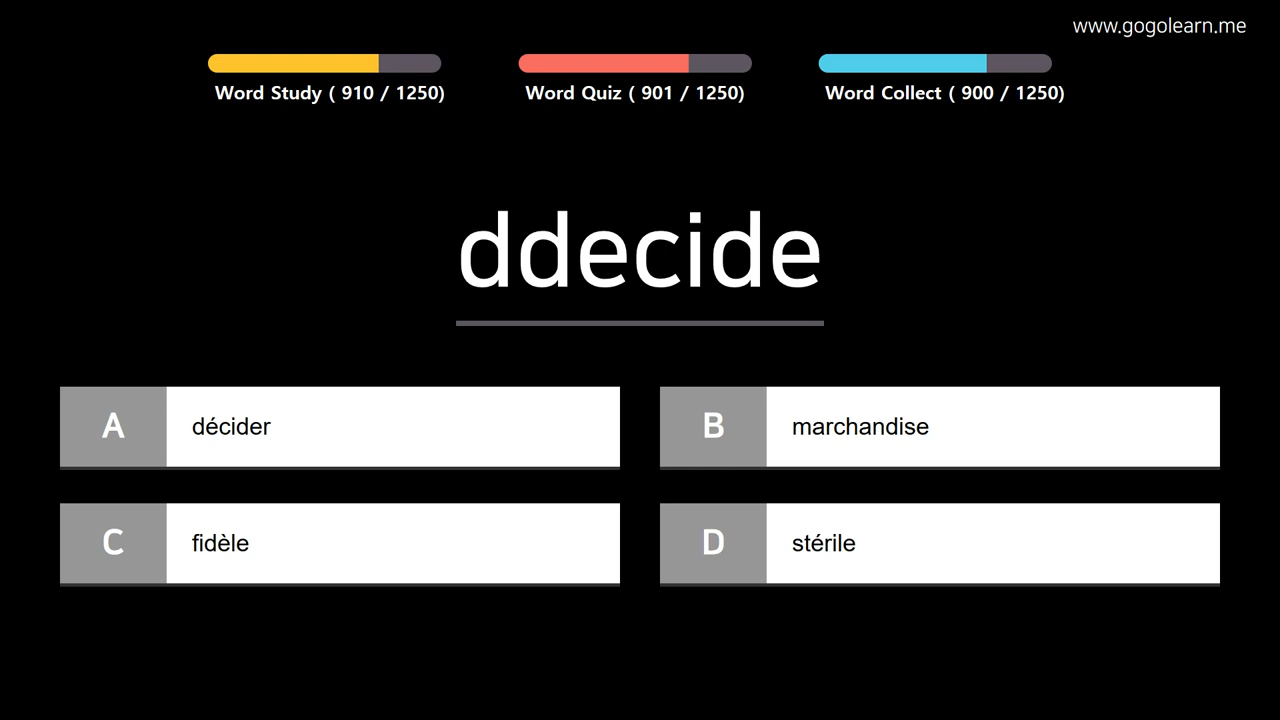 www.gogolearn.me
Word Study ( 910 / 1250)
Word Quiz ( 901 / 1250)
Word Collect ( 900 / 1250)
ddecide
A décider
B marchandise
C fidèle
D stérile